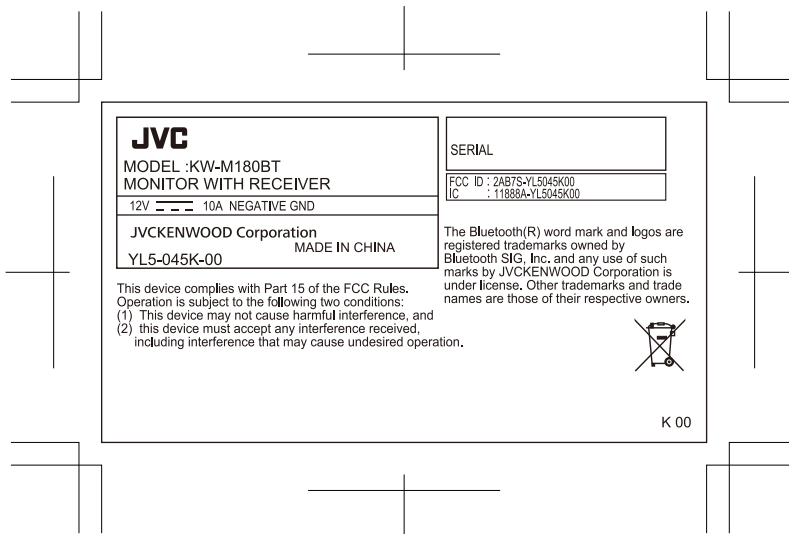 JVC
MODEL :KW-M180BT
MONITOR WITH RECEIVER
12V 10A NEGATIVE GND
JVCKENWOOD Corporation
MADE IN CHINA
YL5-045K-00
This device complies with Part 15 of the FCC Rules.
Operation is subject to the following two conditions:
(1) This device may not cause harmful interference, and
(2) this device must accept any interference received,
including interference that may cause undesired operation.
SERIAL
FCC ID : 2AB7S-YL5045K00
IC : 11888A-YL5045K00
The Bluetooth(R) word mark and logos are
registered trademarks owned by
Bluetooth SIG, Inc. and any use of such
marks by JVCKENWOOD Corporation is
under license. Other trademarks and trade
names are those of their respective owners.
K 00